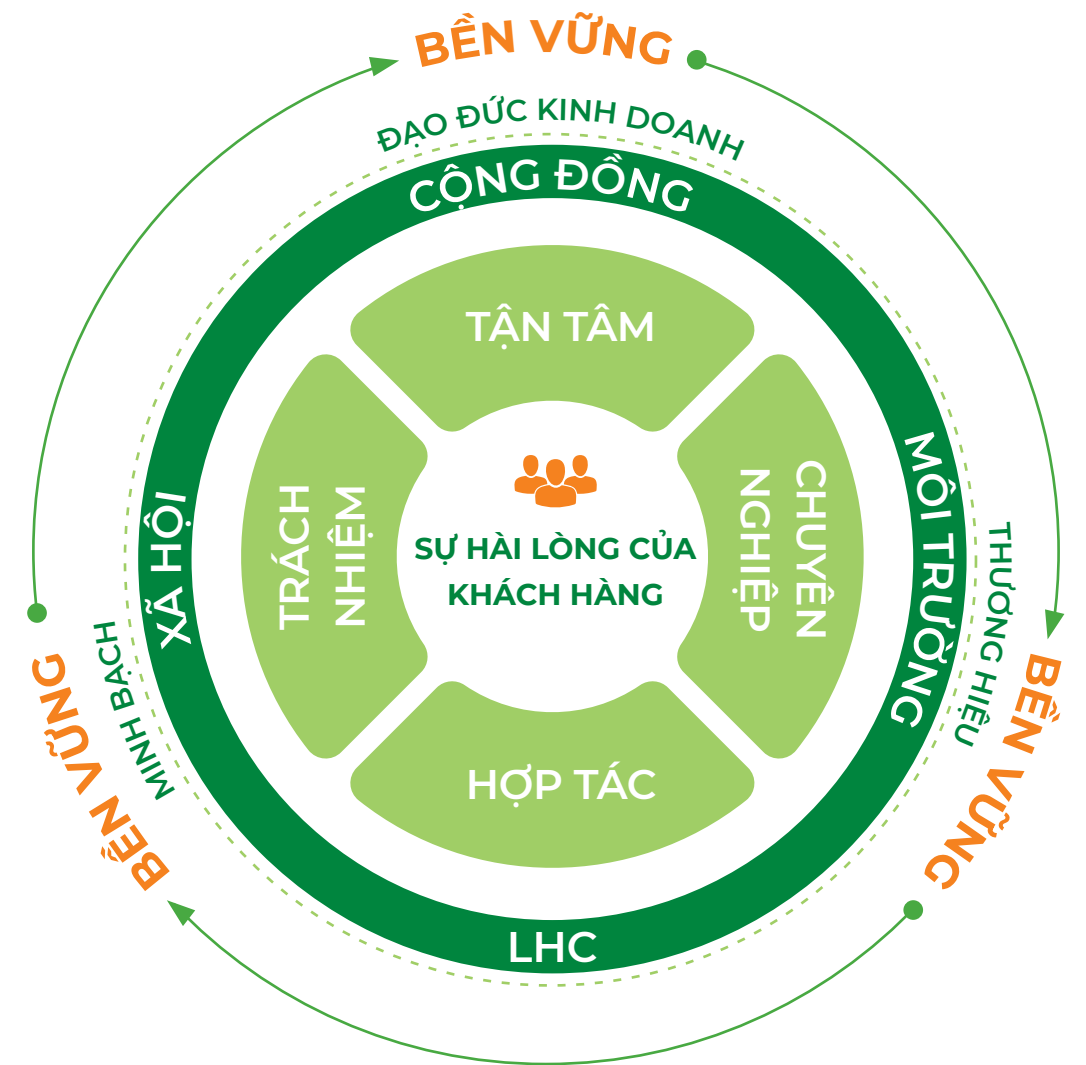 BỀN VỮNG
ĐẠO ĐỨC KINH DOANH
CỘNG ĐỒNG
TẬN TÂM
TRÁCH
NHIỆM
SỰ HÀI LÒNG CỦA
KHÁCH HÀNG
CHUYÊN
NGHIỆP
XÃ HỘI
MÔI TRƯỜNG
MINH BẠCH
THƯƠNG HIỆU
BỀN VỮNG
BỀN VỮNG
HỢP TÁC
LHC